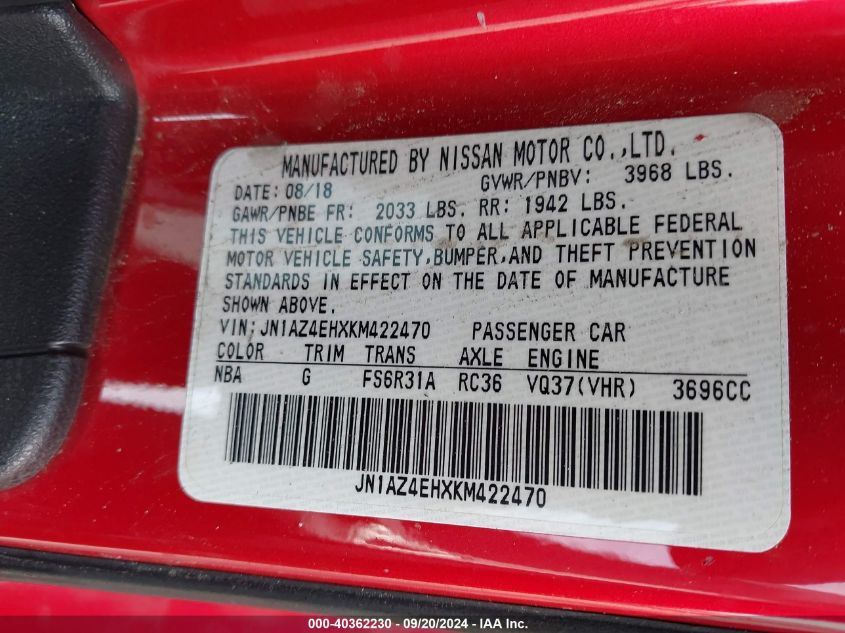 MANUFACTURED BY NISSAN MOTOR CO.,LTD.
DATE: 08/18 GVWR/PNBV: 3968 LBS.
GAWR/PNBE FR: 2033 LBS. RR: 1942 LBS.
THIS VEHICLE CONFORMS TO ALL APPLICABLE FEDERAL
MOTOR VEHICLE SAFETY,BUMPER,AND THEFT PREVENTION
STANDARDS IN EFFECT ON THE DATE OF MANUFACTURE
SHOWN ABOVE.
VIN:JN1AZ4EHXKM422470 PASSENGER CAR
COLOR TRIM TRANS AXLE ENGINE
NBA G FS6R31A RC36 VQ37(VHR) 3696CC
JN1AZ4EHXKM422470
000-40362230 - 09/20/2024 - IAAI.com